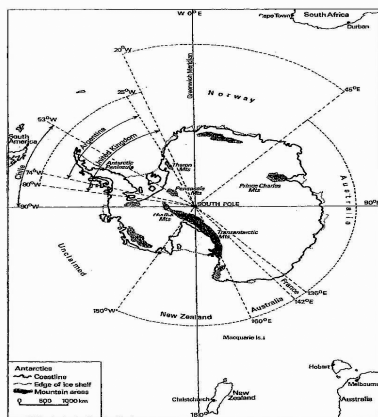 W 0°E
Cape Town
South Africa
Durban
20°W
Greenwich Meridian
25°W
Norway
45°E
53°W
South
America
Argentina
United Kingdom
Chile
Antarctic
Peninsula
74°W
80°W
90°W
Theron
Mts
Pensacola
Mts
Prince Charles
Mts
Australia
SOUTH POLE
90°E
Transantarctic
Mts
Unclaimed
France
136°E
142°E
Australia
160°E
New Zealand
150°W
Macquarie Is.
Antarctica
Coastline
Edge of ice shelf
Mountain areas
0 500 1000 km
Christchurch
New
Zealand
Hobart
Melbourne
Australia
180°